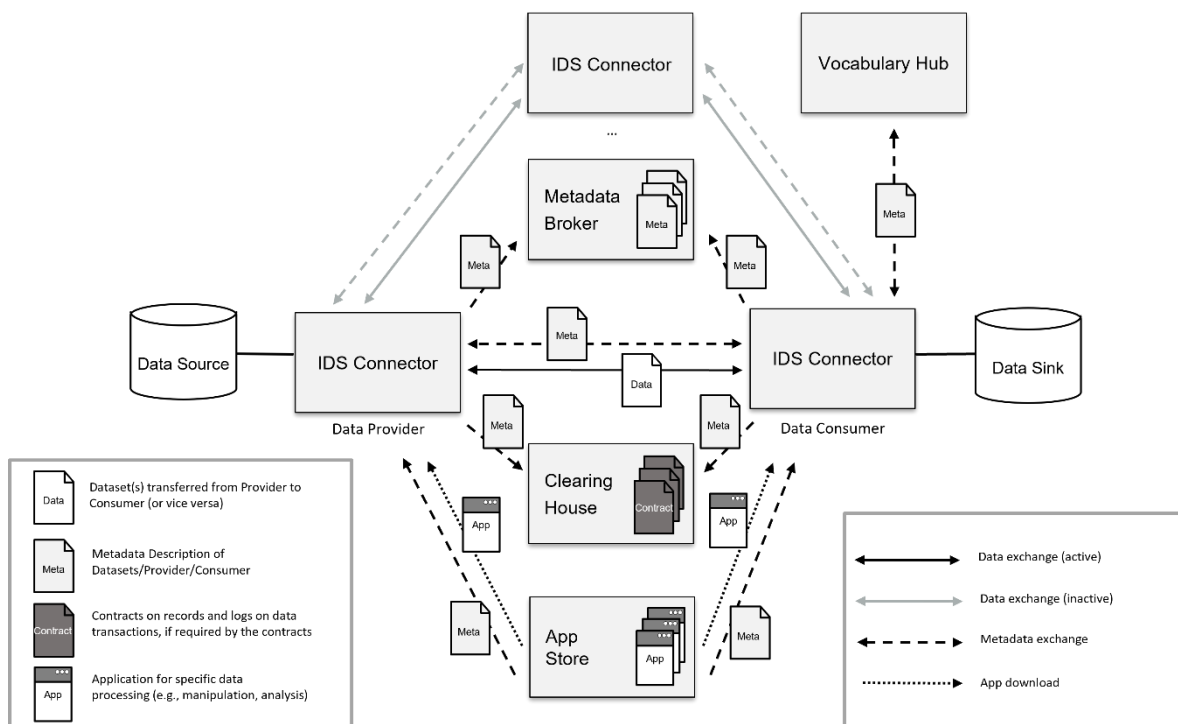 IDS Connector
Vocabulary Hub
...
Metadata
Broker
Meta
Meta
Meta
Meta
Data Source
IDS Connector
Meta
Data
IDS Connector
Data Sink
Data Provider
Data Consumer
Meta
Meta
Clearing
House
Contract
App
App
Meta
Meta
App
Store
App
Data
Dataset(s) transferred from Provider to
Consumer (or vice versa)
Meta
Metadata Description of
Datasets/Provider/Consumer
Contract
Contracts on records and logs on data
transactions, if required by the contracts
App
Application for specific data
processing (e.g., manipulation, analysis)
Data exchange (active)
Data exchange (inactive)
Metadata exchange
App download